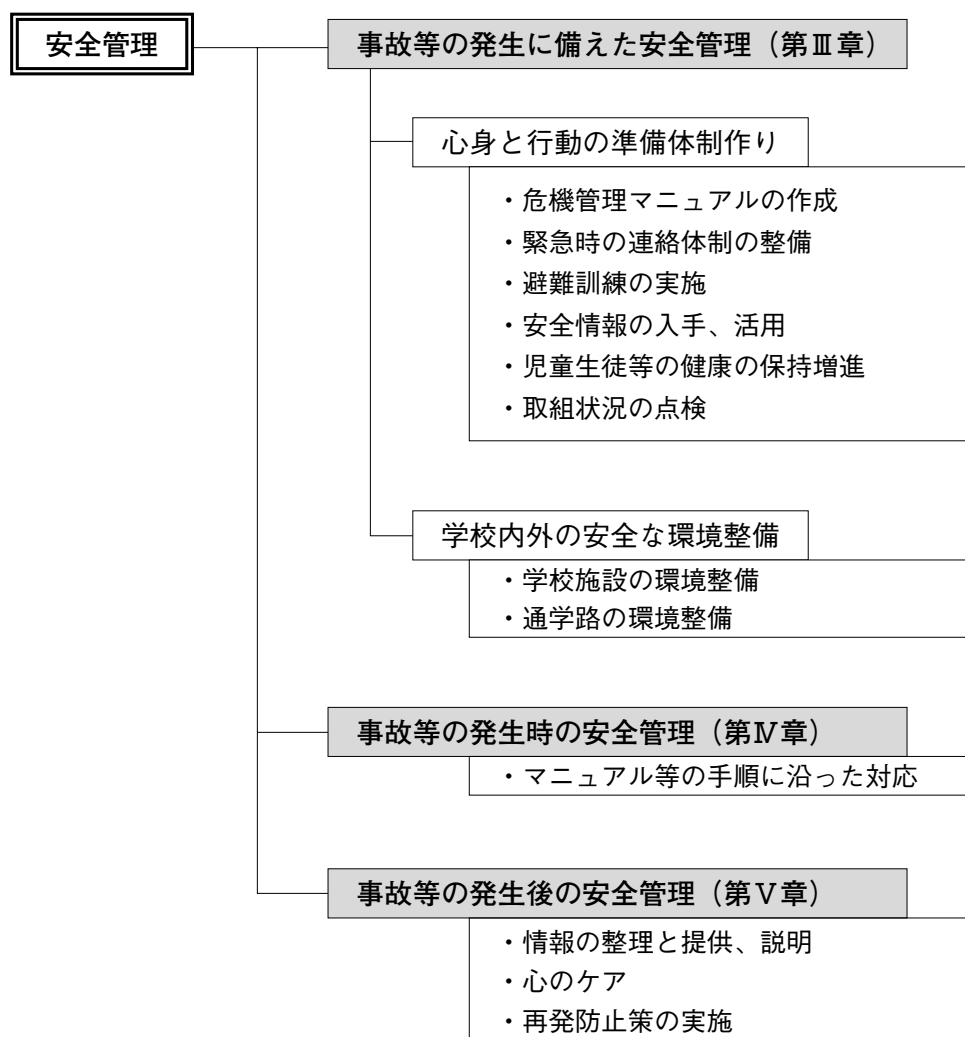 安全管理
事故等の発生に備えた安全管理（第Ⅲ章）
心身と行動の準備体制作り
・危機管理マニュアルの作成
・緊急時の連絡体制の整備
・避難訓練の実施
・安全情報の入手、活用
・児童生徒等の健康の保持増進
・取組状況の点検
学校内外の安全な環境整備
・学校施設の環境整備
・通学路の環境整備
事故等の発生時の安全管理（第Ⅳ章）
・マニュアル等の手順に沿った対応
事故等の発生後の安全管理（第Ⅴ章）
・情報の整理と提供、説明
・心のケア
・再発防止策の実施